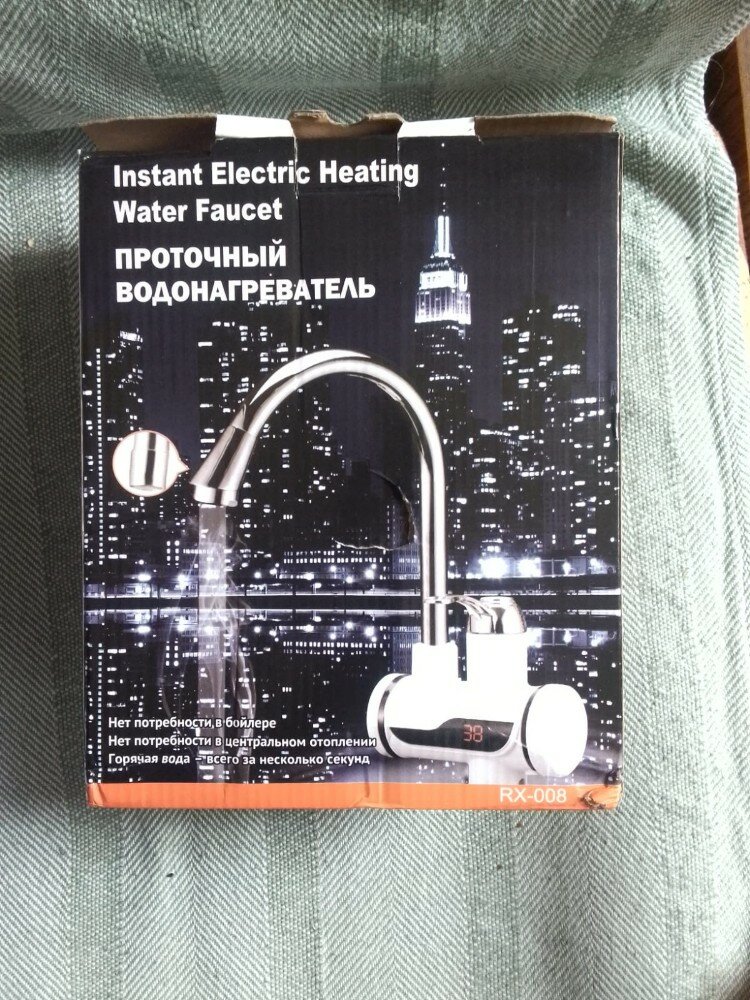 Instant Electric Heating
Water Faucet
ПРОТОЧНЫЙ
ВОДОНАГРЕВАТЕЛЬ
38
Нет потребности в бойлере
Нет потребности в центральном отоплении
Горячая вода – всего за несколько секунд
RX-008